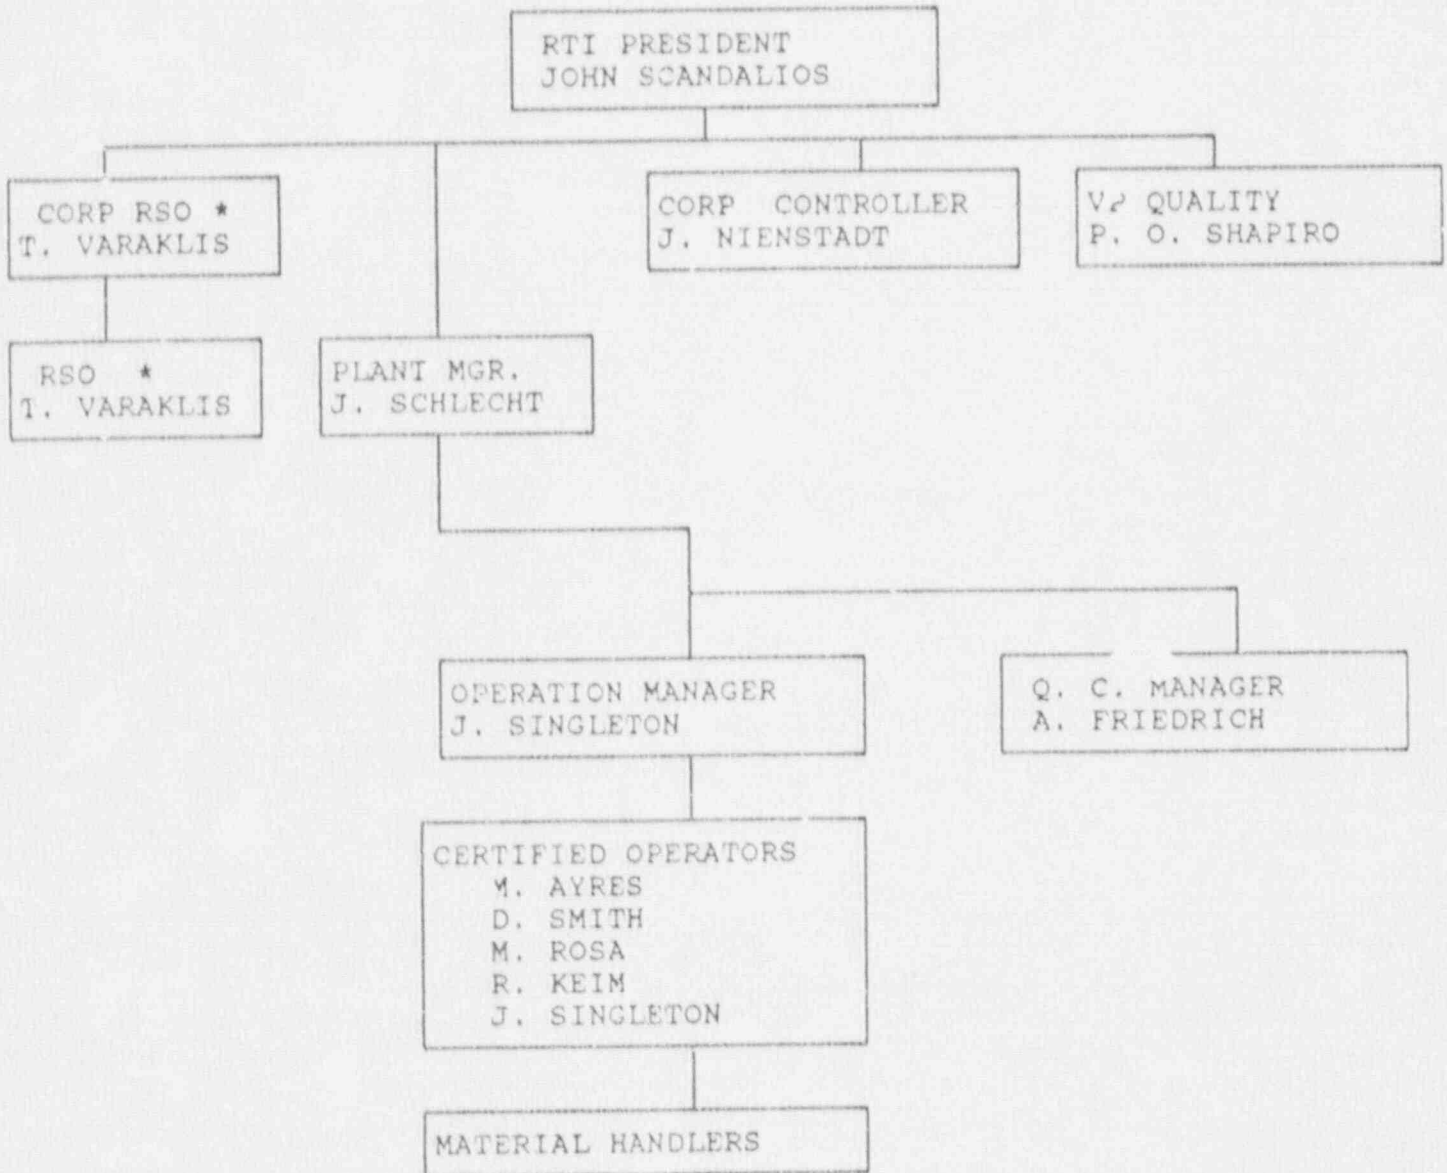 RTI PRESIDENT
JOHN SCANDALIOS
CORP RSO *
T. VARAKLIS
CORP CONTROLLER
J. NIENSTADT
VP QUALITY
P. O. SHAPIRO
RSO *
T. VARAKLIS
PLANT MGR.
J. SCHLECHT
OPERATION MANAGER
J. SINGLETON
Q. C. MANAGER
A. FRIEDRICH
CERTIFIED OPERATORS
M. AYRES
D. SMITH
M. ROSA
R. KEIM
J. SINGLETON
MATERIAL HANDLERS